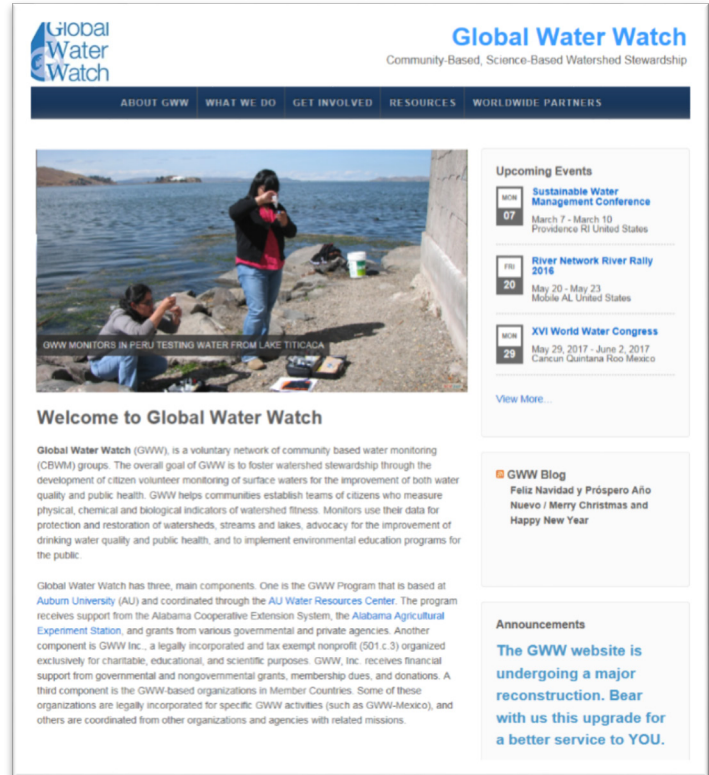 Global
Water
Watch
Global Water Watch
Community-Based, Science-Based Watershed Stewardship
ABOUT GWW
WHAT WE DO
GET INVOLVED
RESOURCES
WORLDWIDE PARTNERS
GWW MONITORS IN PERU TESTING WATER FROM LAKE TITICACA
Welcome to Global Water Watch
Global Water Watch (GWW), is a voluntary network of community based water monitoring
(CBWM) groups. The overall goal of GWW is to foster watershed stewardship through the
development of citizen volunteer monitoring of surface waters for the improvement of both water
quality and public health. GWW helps communities establish teams of citizens who measure
physical, chemical and biological indicators of watershed fitness. Monitors use their data for
protection and restoration of watersheds, streams and lakes, advocacy for the improvement of
drinking water quality and public health, and to implement environmental education programs for
the public.
Global Water Watch has three, main components. One is the GWW Program that is based at
Auburn University (AU) and coordinated through the AU Water Resources Center. The program
receives support from the Alabama Cooperative Extension System, the Alabama Agricultural
Experiment Station, and grants from various governmental and private agencies. Another
component is GWW Inc., a legally incorporated and tax exempt nonprofit (501.c.3) organized
exclusively for charitable, educational, and scientific purposes. GWW, Inc. receives financial
support from governmental and nongovernmental grants, membership dues, and donations. A
third component is the GWW-based organizations in Member Countries. Some of these
organizations are legally incorporated for specific GWW activities (such as GWW-Mexico), and
others are coordinated from other organizations and agencies with related missions.
Upcoming Events
MON
07
Sustainable Water
Management Conference
March 7 - March 10
Providence RI United States
FRI
20
River Network River Rally
2016
May 20 - May 23
Mobile AL United States
MON
29
XVI World Water Congress
May 29, 2017 - June 2, 2017
Cancun Quintana Roo Mexico
View More...
GWW Blog
Feliz Navidad y Próspero Año
Nuevo / Merry Christmas and
Happy New Year
Announcements
The GWW website is
undergoing a major
reconstruction. Bear
with us this upgrade for
a better service to YOU.